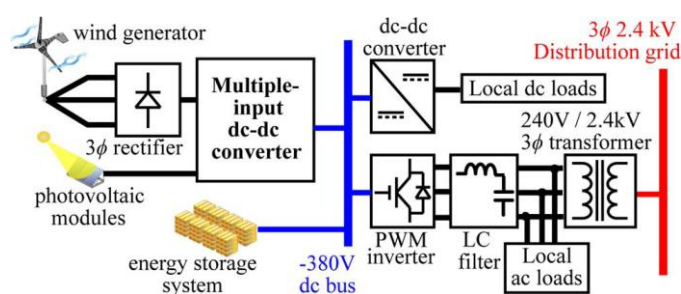 wind generator
Multiple-
input
dc-dc
converter
3ϕ rectifier
photovoltaic
modules
energy storage
system
-380V
dc bus
dc-dc
converter
Local dc loads
3ϕ 2.4 kV
Distribution grid
240V / 2.4kV
3ϕ transformer
PWM
inverter
LC
filter
Local
ac loads